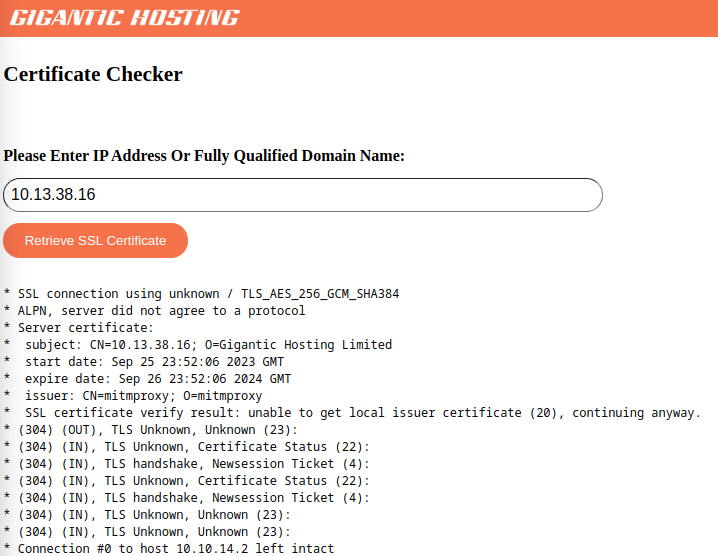 GIGANTIC HOSTING
Certificate Checker
Please Enter IP Address Or Fully Qualified Domain Name:
10.13.38.16
Retrieve SSL Certificate
* SSL connection using unknown / TLS_AES_256_GCM_SHA384
* ALPN, server did not agree to a protocol
* Server certificate:
*  subject: CN=10.13.38.16; O=Gigantic Hosting Limited
*  start date: Sep 25 23:52:06 2023 GMT
*  expire date: Sep 26 23:52:06 2024 GMT
*  issuer: CN=mitmproxy; O=mitmproxy
*  SSL certificate verify result: unable to get local issuer certificate (20), continuing anyway.
* (304) (OUT), TLS Unknown, Unknown (23):
* (304) (IN), TLS Unknown, Certificate Status (22):
* (304) (IN), TLS handshake, Newsession Ticket (4):
* (304) (IN), TLS Unknown, Certificate Status (22):
* (304) (IN), TLS handshake, Newsession Ticket (4):
* (304) (IN), TLS Unknown, Unknown (23):
* (304) (IN), TLS Unknown, Unknown (23):
* Connection #0 to host 10.10.14.2 left intact